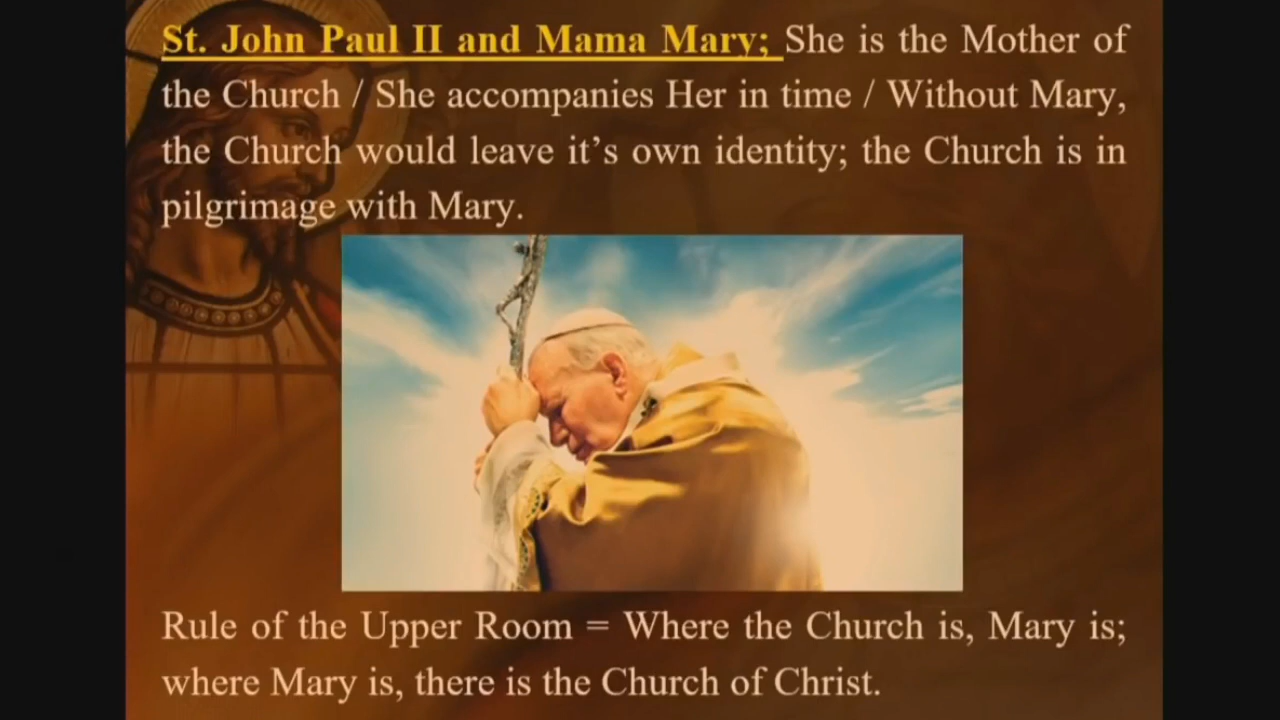 St. John Paul II and Mama Mary; She is the Mother of
the Church / She accompanies Her in time / Without Mary,
the Church would leave it’s own identity; the Church is in
pilgrimage with Mary.
Rule of the Upper Room = Where the Church is, Mary is;
where Mary is, there is the Church of Christ.